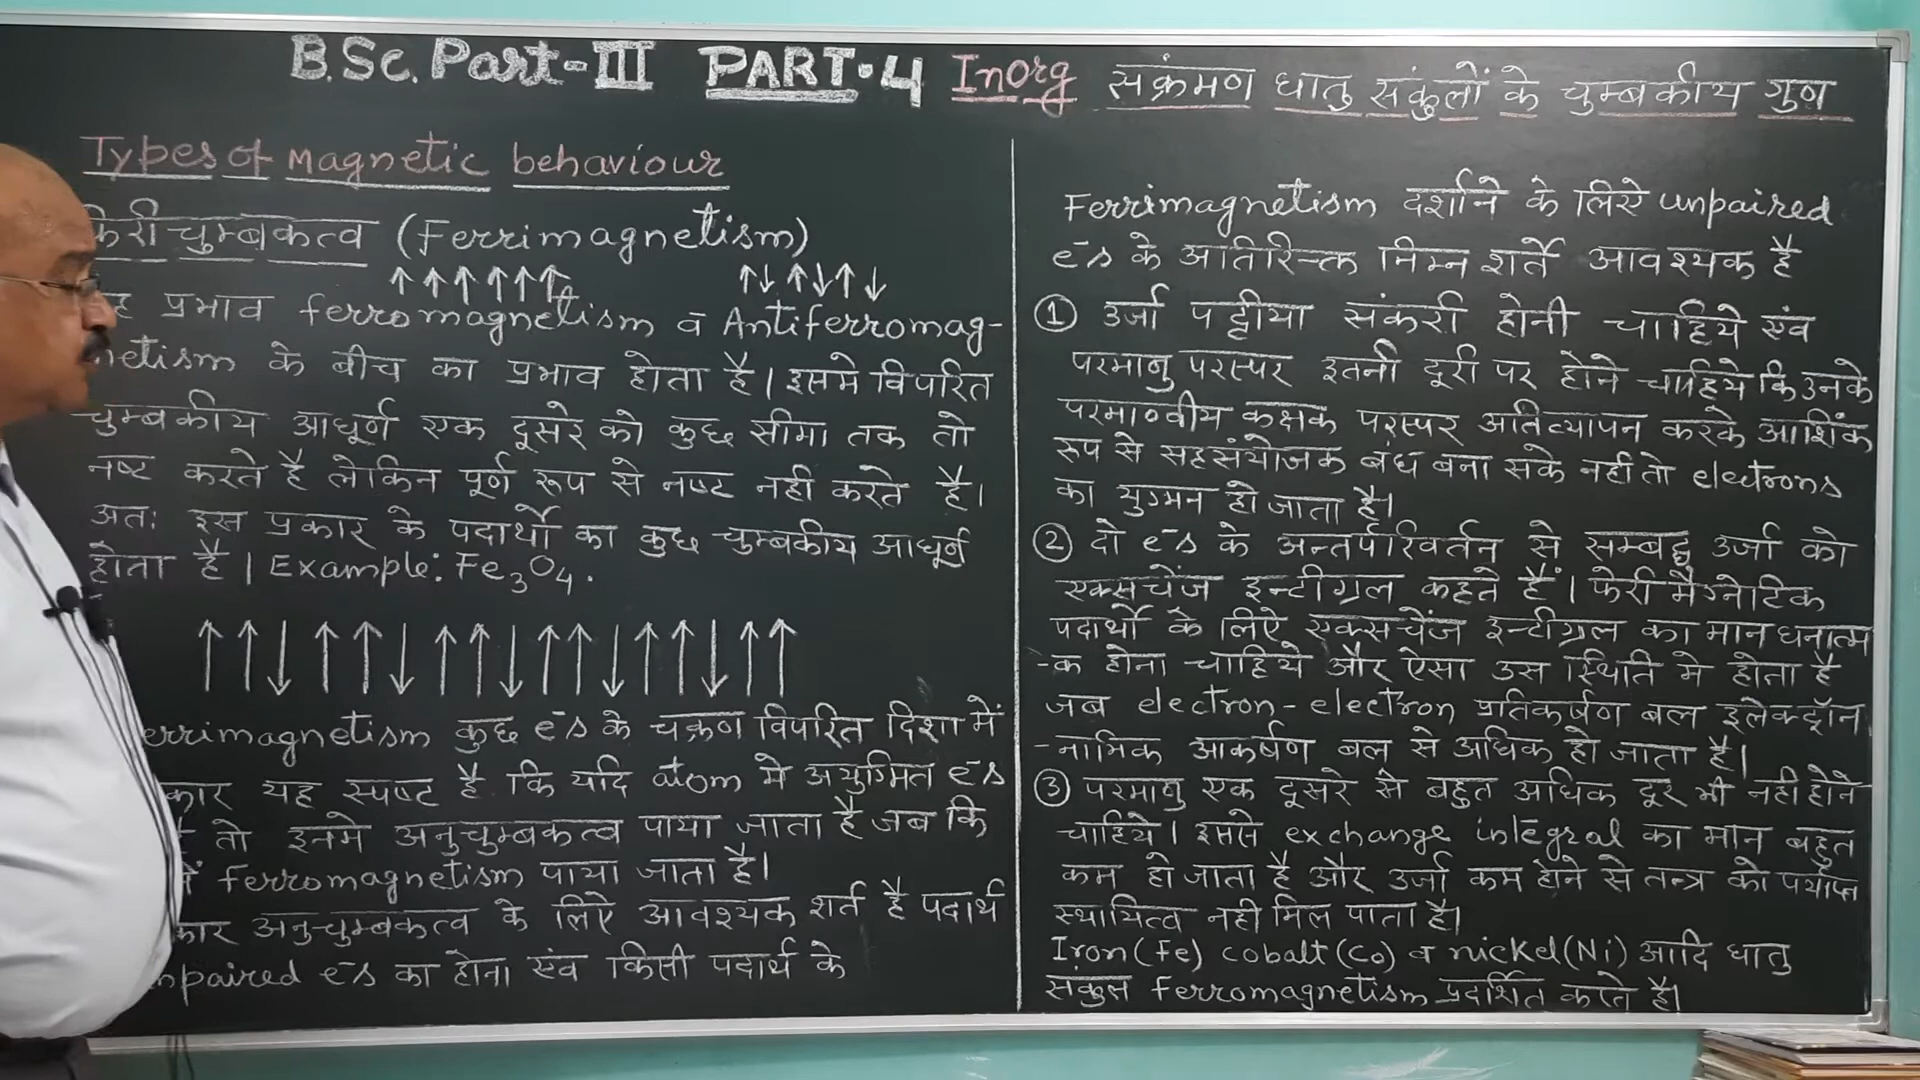 B.Sc. Part-III PART-4 Inorg सक्रंमण धातु संकुलों के चुम्बकीय गुण
Types of Magnetic behaviour
फेरी चुम्बकत्व (Ferrimagnetism)
प्रभाव ferromagnetism व Antiferromag-
netism के बीच का प्रभाव होता है। इसमे विपरित
चुम्बकीय आधूर्ण एक दूसरे को कुछ सीमा तक तो
नष्ट करते है लेकिन पूर्ण रूप से नष्ट नही करते है।
अतः इस प्रकार के पदार्थो का कुछ चुम्बकीय आधूर्ण
होता है। Example: Fe3O4.
errimagnetism कुछ e⁻s के चक्रण विपरित दिशा में
कार यह स्पष्ट है कि यदि atom मे अयुग्मित e⁻s
तो इनमे अनुचुम्बकत्व पाया जाता है जब कि
में ferromagnetism पाया जाता है।
कार अनुचुम्बकत्व के लिए आवश्यक शर्त है पदार्थ
npaired e⁻s का होना एंव किसी पदार्थ के
Ferrimagnetism दर्शाने के लिऐ unpaired
e⁻s के अतिरिक्त निम्न शर्ते आवश्यक है
① उर्जा पट्टीया संकरी होनी चाहिये एंव
परमाणु परस्पर इतनी दूरी पर होने चाहिये कि उनके
परमाण्वीय कक्षक परस्पर अतिव्यापन करके आशिंक
रूप से सहसंयोजक बंध बना सके नही तो electrons
का युग्मन हो जाता है।
② दो e⁻s के अन्तर्परिवर्तन से सम्बद्ध उर्जा को
एक्सचेंज इन्टीग्रल कहते हैं। फेरी मैग्नेटिक
पदार्थो के लिऐ एक्सचेंज इन्टीग्रल का मान धनात्म
-क होना चाहिये और ऐसा उस स्थिति मे होता है
जब electron-electron प्रतिकर्षण बल इलेक्ट्रॉन
-नाभिक आकर्षण बल से अधिक हो जाता है।
③ परमाणु एक दूसरे से बहुत अधिक दूर भी नही होने
चाहिये। इससे exchange integral का मान बहुत
कम हो जाता है और उर्जा कम होने से तन्त्र को पर्याप्त
स्थायित्व नही मिल पाता है।
Iron(Fe) cobalt(Co) व nickel(Ni) आदि धातु
संकुल ferromagnetism प्रदर्शित करते है।